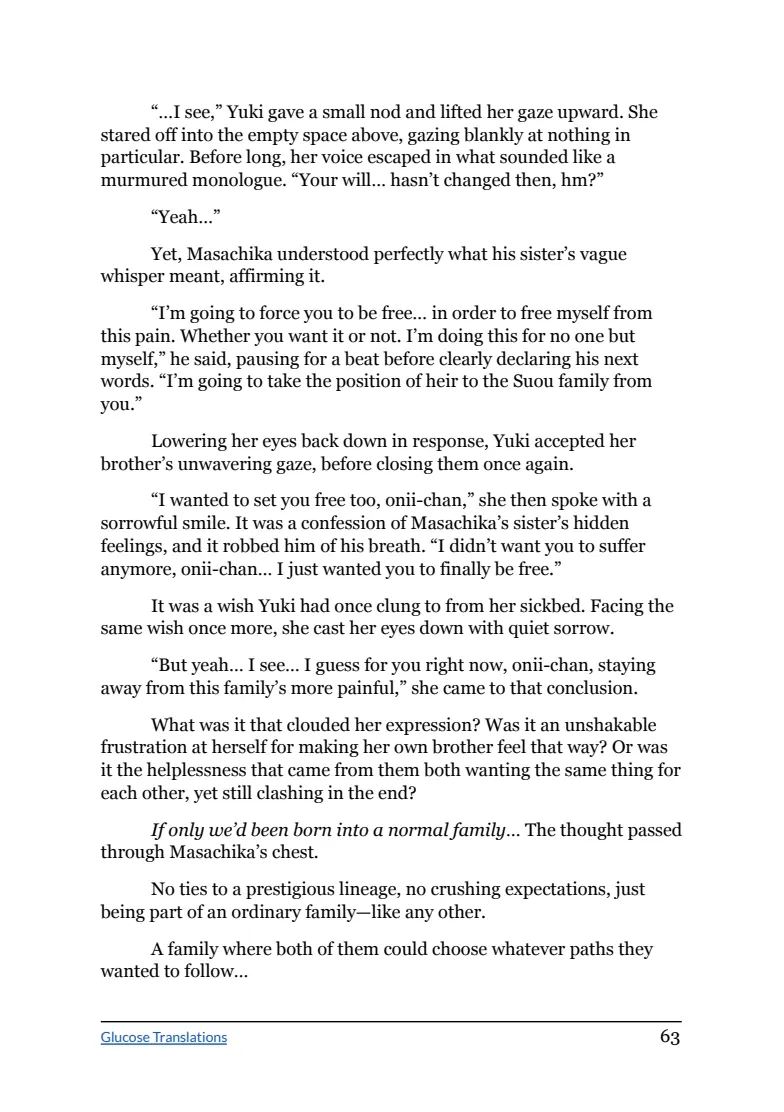 “…I see,” Yuki gave a small nod and lifted her gaze upward. She
stared off into the empty space above, gazing blankly at nothing in
particular. Before long, her voice escaped in what sounded like a
murmured monologue. “Your will… hasn’t changed then, hm?”
“Yeah…”
Yet, Masachika understood perfectly what his sister’s vague
whisper meant, affirming it.
“I’m going to force you to be free… in order to free myself from
this pain. Whether you want it or not. I’m doing this for no one but
myself,” he said, pausing for a beat before clearly declaring his next
words. “I’m going to take the position of heir to the Suou family from
you.”
Lowering her eyes back down in response, Yuki accepted her
brother’s unwavering gaze, before closing them once again.
“I wanted to set you free too, onii-chan,” she then spoke with a
sorrowful smile. It was a confession of Masachika’s sister’s hidden
feelings, and it robbed him of his breath. “I didn’t want you to suffer
anymore, onii-chan… I just wanted you to finally be free.”
It was a wish Yuki had once clung to from her sickbed. Facing the
same wish once more, she cast her eyes down with quiet sorrow.
“But yeah… I see… I guess for you right now, onii-chan, staying
away from this family’s more painful,” she came to that conclusion.
What was it that clouded her expression? Was it an unshakable
frustration at herself for making her own brother feel that way? Or was
it the helplessness that came from them both wanting the same thing for
each other, yet still clashing in the end?
If only we’d been born into a normal family… The thought passed
through Masachika’s chest.
No ties to a prestigious lineage, no crushing expectations, just
being part of an ordinary family—like any other.
A family where both of them could choose whatever paths they
wanted to follow…
Glucose Translations
63